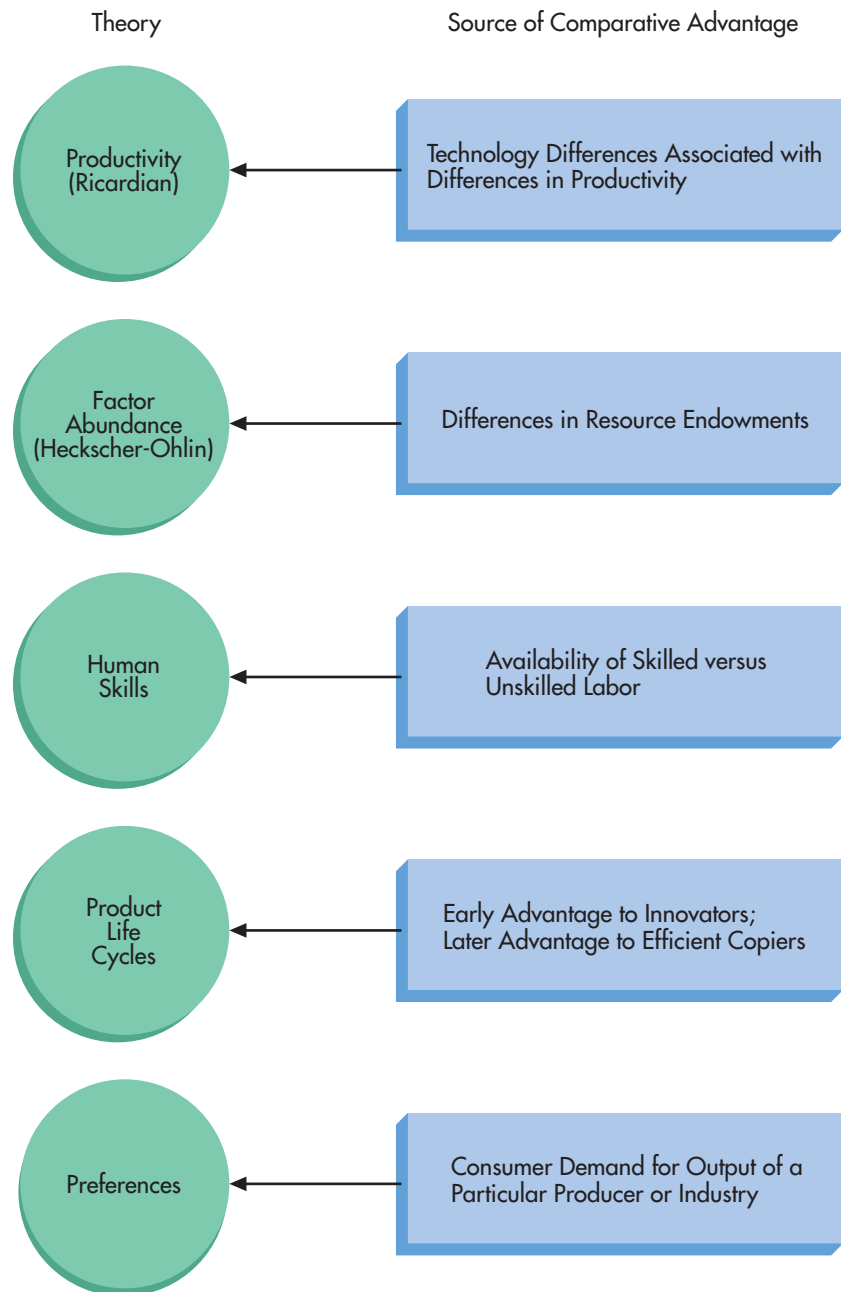 Theory
Source of Comparative Advantage
Productivity
(Ricardian)
Technology Differences Associated with
Differences in Productivity
Factor
Abundance
(Heckscher-Ohlin)
Differences in Resource Endowments
Human
Skills
Availability of Skilled versus
Unskilled Labor
Product
Life
Cycles
Early Advantage to Innovators;
Later Advantage to Efficient Copiers
Preferences
Consumer Demand for Output of a
Particular Producer or Industry